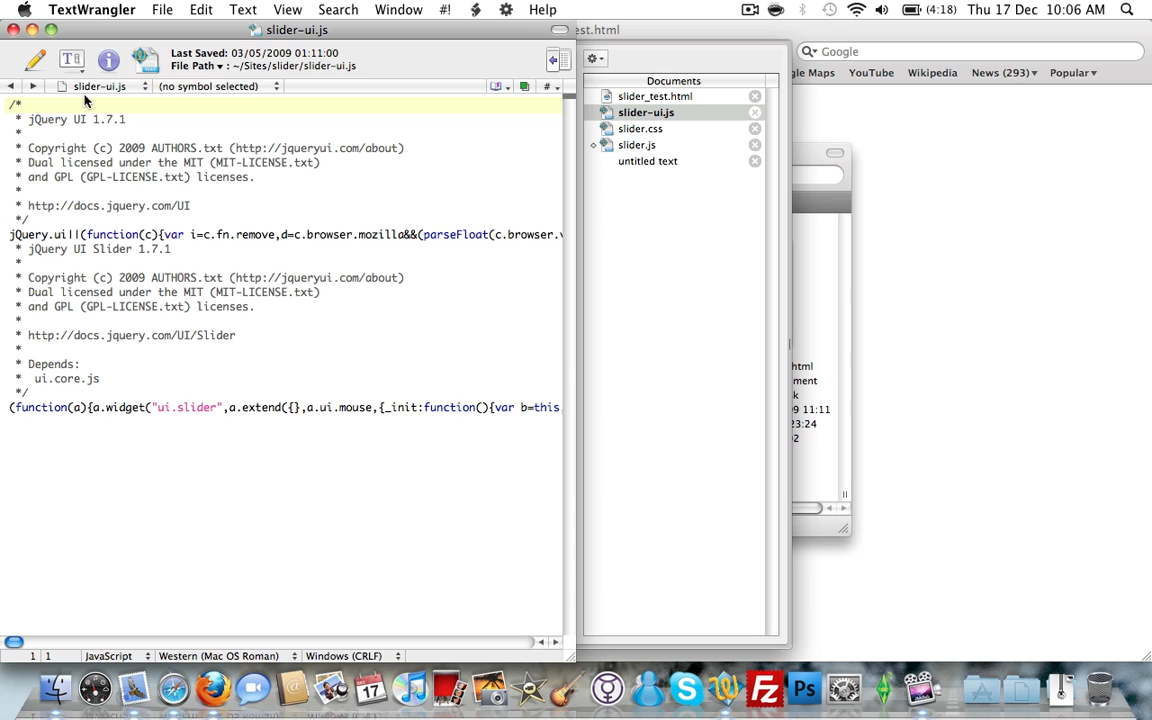 TextWrangler File Edit Text View Search Window #! Help (4:18) Thu 17 Dec 10:06 AM
slider-ui.js
est.html
Last Saved: 03/05/2009 01:11:00
File Path ▾ : ~/Sites/slider/slider-ui.js
Google
slider-ui.js (no symbol selected) #
gle Maps YouTube Wikipedia News (293) Popular
Documents
slider_test.html
slider-ui.js
slider.css
slider.js
untitled text
/*
* jQuery UI 1.7.1
*
* Copyright (c) 2009 AUTHORS.txt (http://jqueryui.com/about)
* Dual licensed under the MIT (MIT-LICENSE.txt)
* and GPL (GPL-LICENSE.txt) licenses.
*
* http://docs.jquery.com/UI
*/
jQuery.ui||(function(c){var i=c.fn.remove,d=c.browser.mozilla&&(parseFloat(c.browser.v
* jQuery UI Slider 1.7.1
*
* Copyright (c) 2009 AUTHORS.txt (http://jqueryui.com/about)
* Dual licensed under the MIT (MIT-LICENSE.txt)
* and GPL (GPL-LICENSE.txt) licenses.
*
* http://docs.jquery.com/UI/Slider
*
* Depends:
* ui.core.js
*/
(function(a){a.widget("ui.slider",a.extend({},a.ui.mouse,{_init:function(){var b=this,
html
ment
k
09 11:11
23:24
02
1 1 JavaScript Western (Mac OS Roman) Windows (CRLF)
DEC
17
Fz
Ps